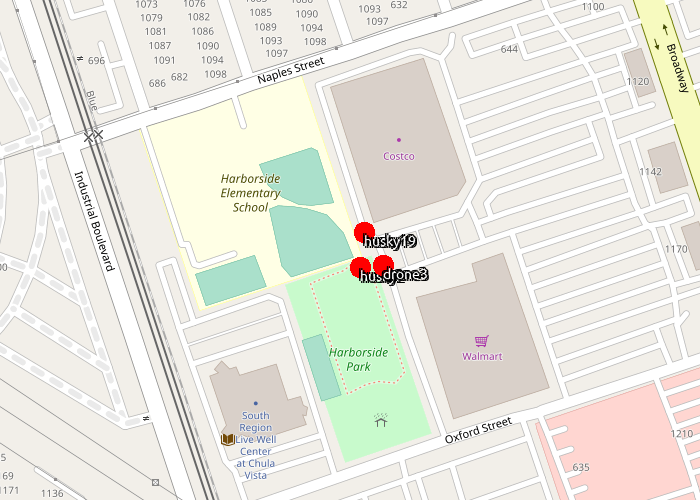 1073
1079
1081
1087
1091
686
682
1076
1082
1086
1090
1094
1098
1085
1089
1093
1097
1090
1094
1098
1093
1097
632
1100
644
696
Naples Street
Broadway
1120
1142
1170
Blue
Industrial Boulevard
Costco
Harborside
Elementary
School
husky19
drone3
Walmart
Harborside
Park
South
Region
Live Well
Center
at Chula
Vista
Oxford Street
635
1210
169
1171
1136